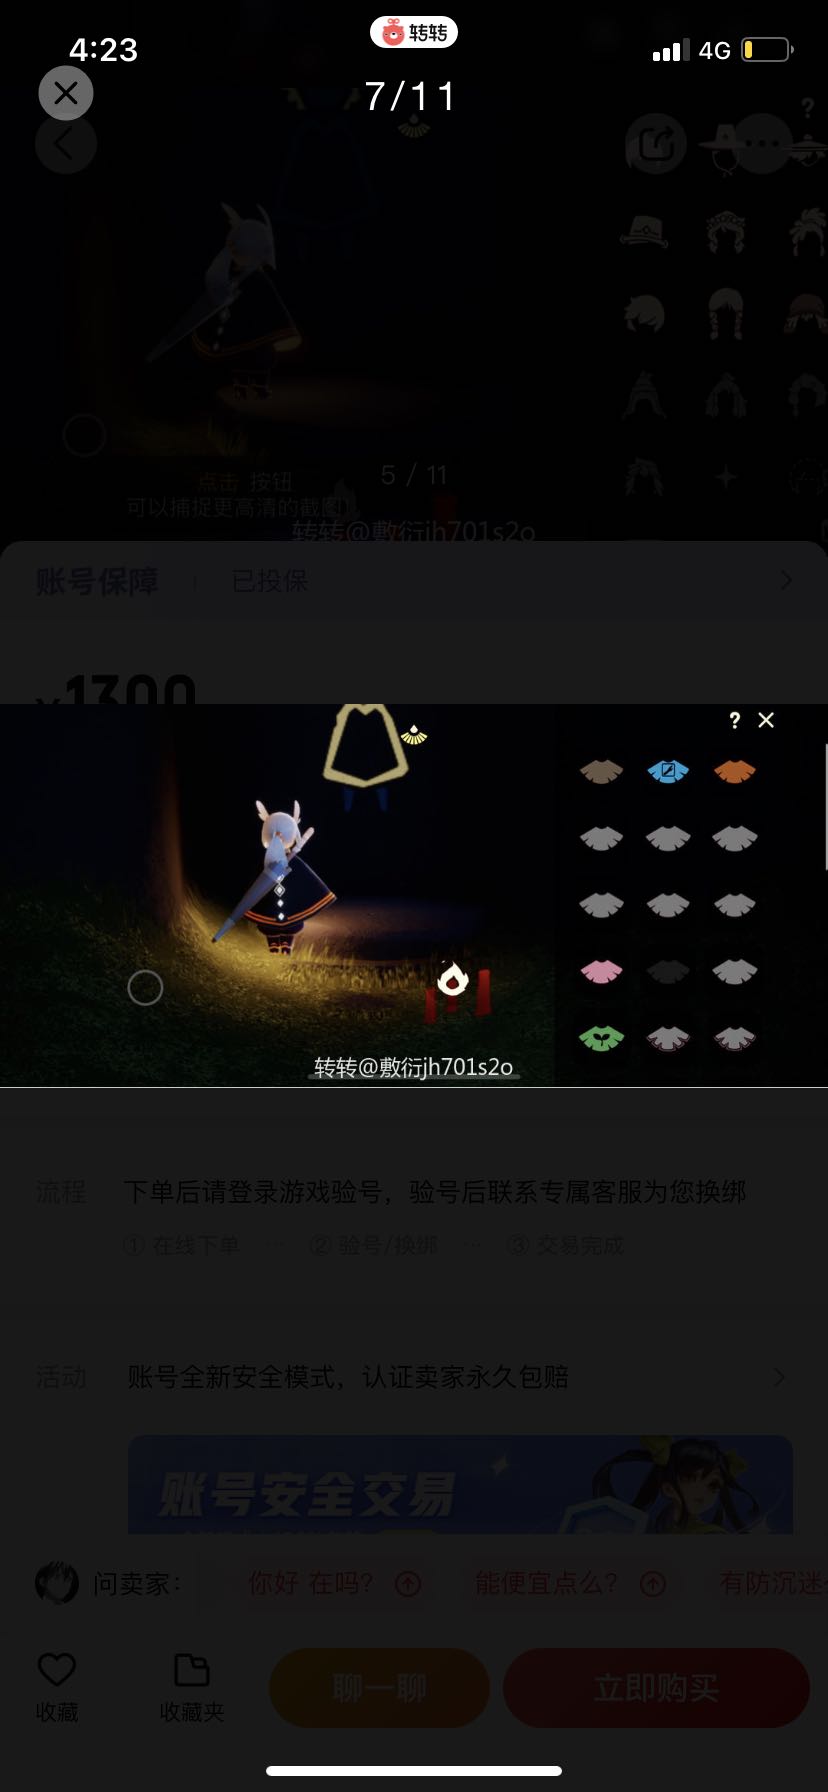 4:23
转转
4G
7/11
?
点击 按钮
5 / 11
可以捕捉更高清的截图
转转@敷衍jh701s2o
账号保障
已投保
¥1300
?
转转@敷衍jh701s2o
流程
下单后请登录游戏验号，验号后联系专属客服为您换绑
① 在线下单 ··· ② 验号/换绑 ··· ③ 交易完成
活动
账号全新安全模式，认证卖家永久包赔
账号安全交易
问卖家：
你好 在吗？
能便宜点么？
有防沉迷
收藏
收藏夹
聊一聊
立即购买